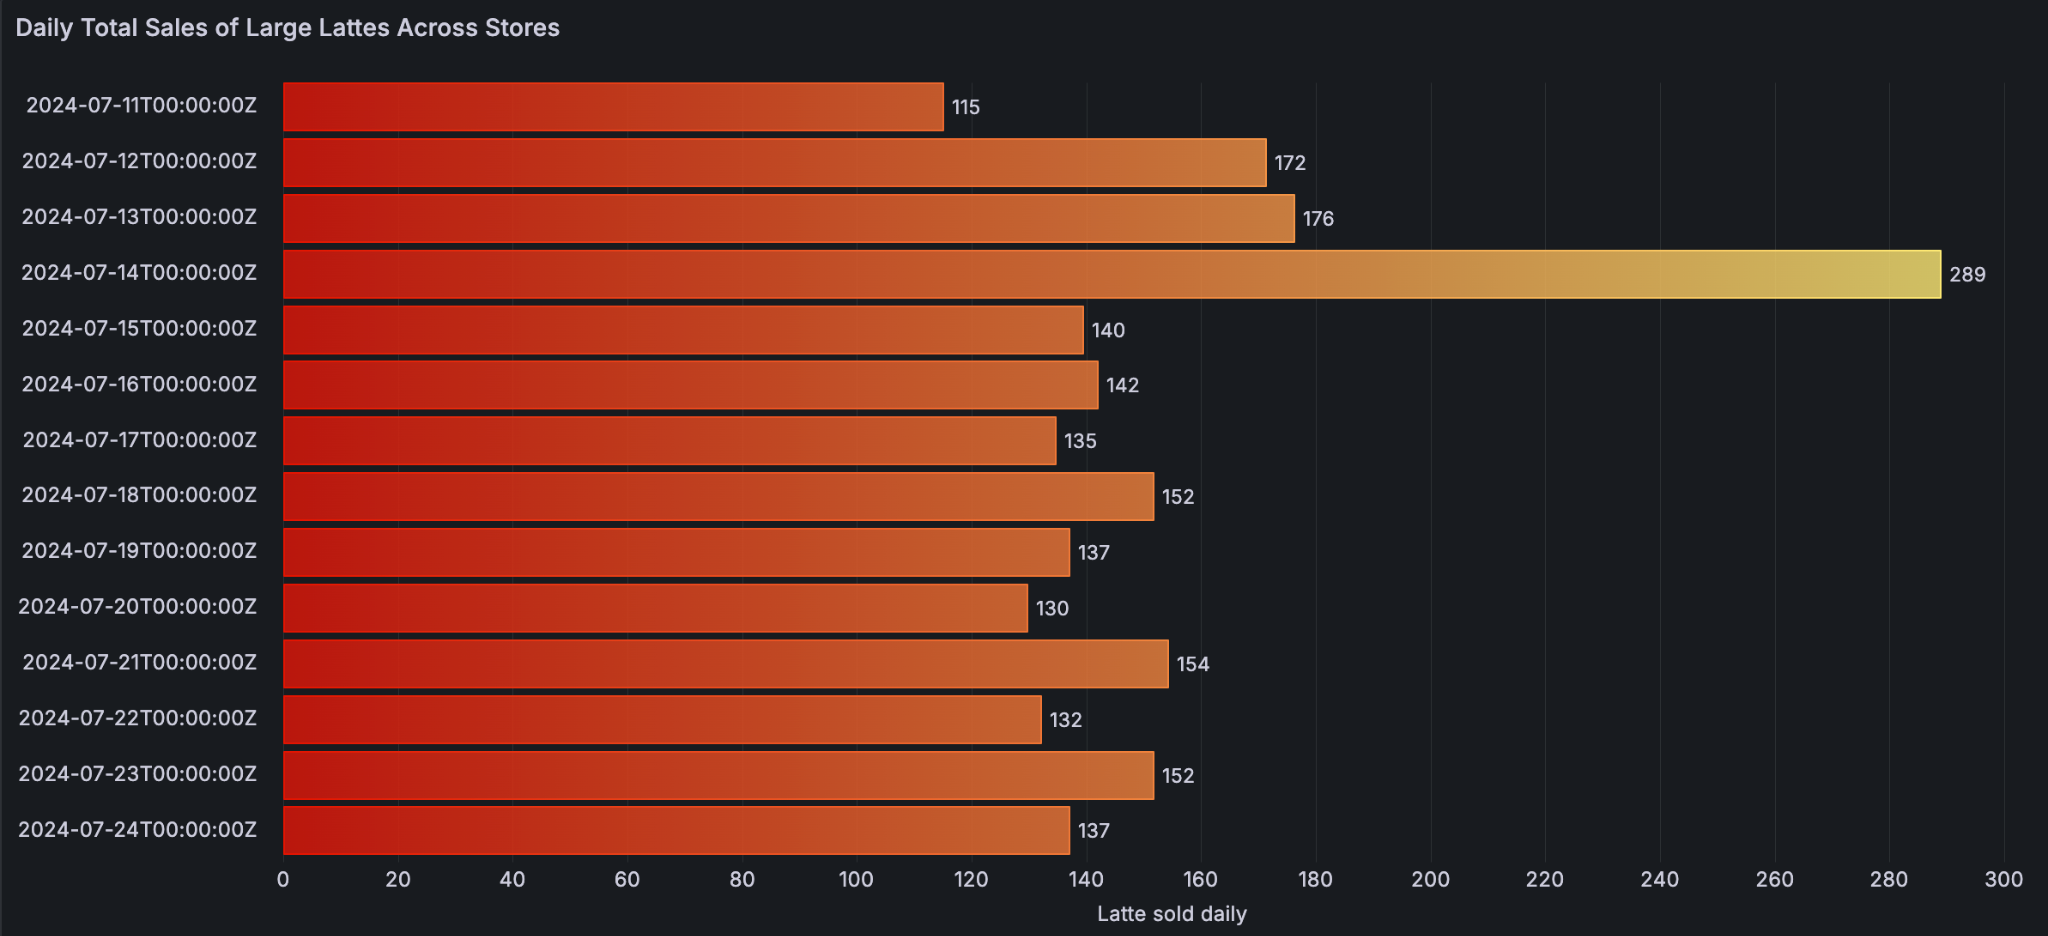 Daily Total Sales of Large Lattes Across Stores
2024-07-11T00:00:00Z 115
2024-07-12T00:00:00Z 172
2024-07-13T00:00:00Z 176
2024-07-14T00:00:00Z 289
2024-07-15T00:00:00Z 140
2024-07-16T00:00:00Z 142
2024-07-17T00:00:00Z 135
2024-07-18T00:00:00Z 152
2024-07-19T00:00:00Z 137
2024-07-20T00:00:00Z 130
2024-07-21T00:00:00Z 154
2024-07-22T00:00:00Z 132
2024-07-23T00:00:00Z 152
2024-07-24T00:00:00Z 137
0 20 40 60 80 100 120 140 160 180 200 220 240 260 280 300
Latte sold daily